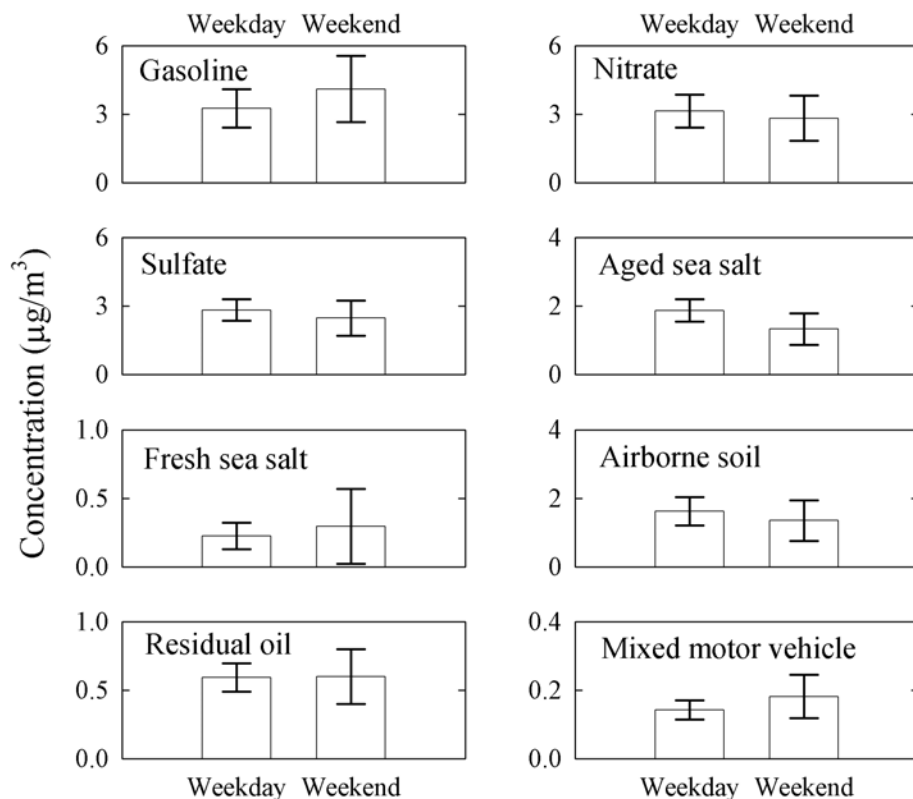 Weekday Weekend
Weekday Weekend
Concentration (µg/m³)
6
3
0
Gasoline
6
3
0
Nitrate
6
3
0
Sulfate
4
2
0
Aged sea salt
1.0
0.5
0.0
Fresh sea salt
4
2
0
Airborne soil
1.0
0.5
0.0
Residual oil
0.4
0.2
0.0
Mixed motor vehicle
Weekday Weekend
Weekday Weekend